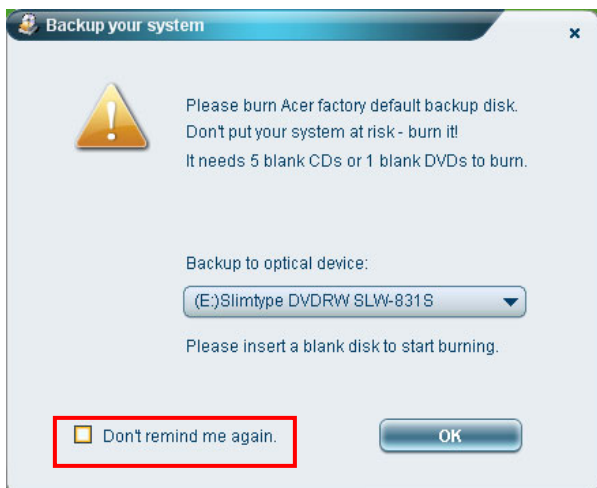 Backup your system
Please burn Acer factory default backup disk.
Don't put your system at risk - burn it!
It needs 5 blank CDs or 1 blank DVDs to burn.
Backup to optical device:
(E:)Slimtype DVDRW SLW-831S
Please insert a blank disk to start burning.
Don't remind me again.
OK